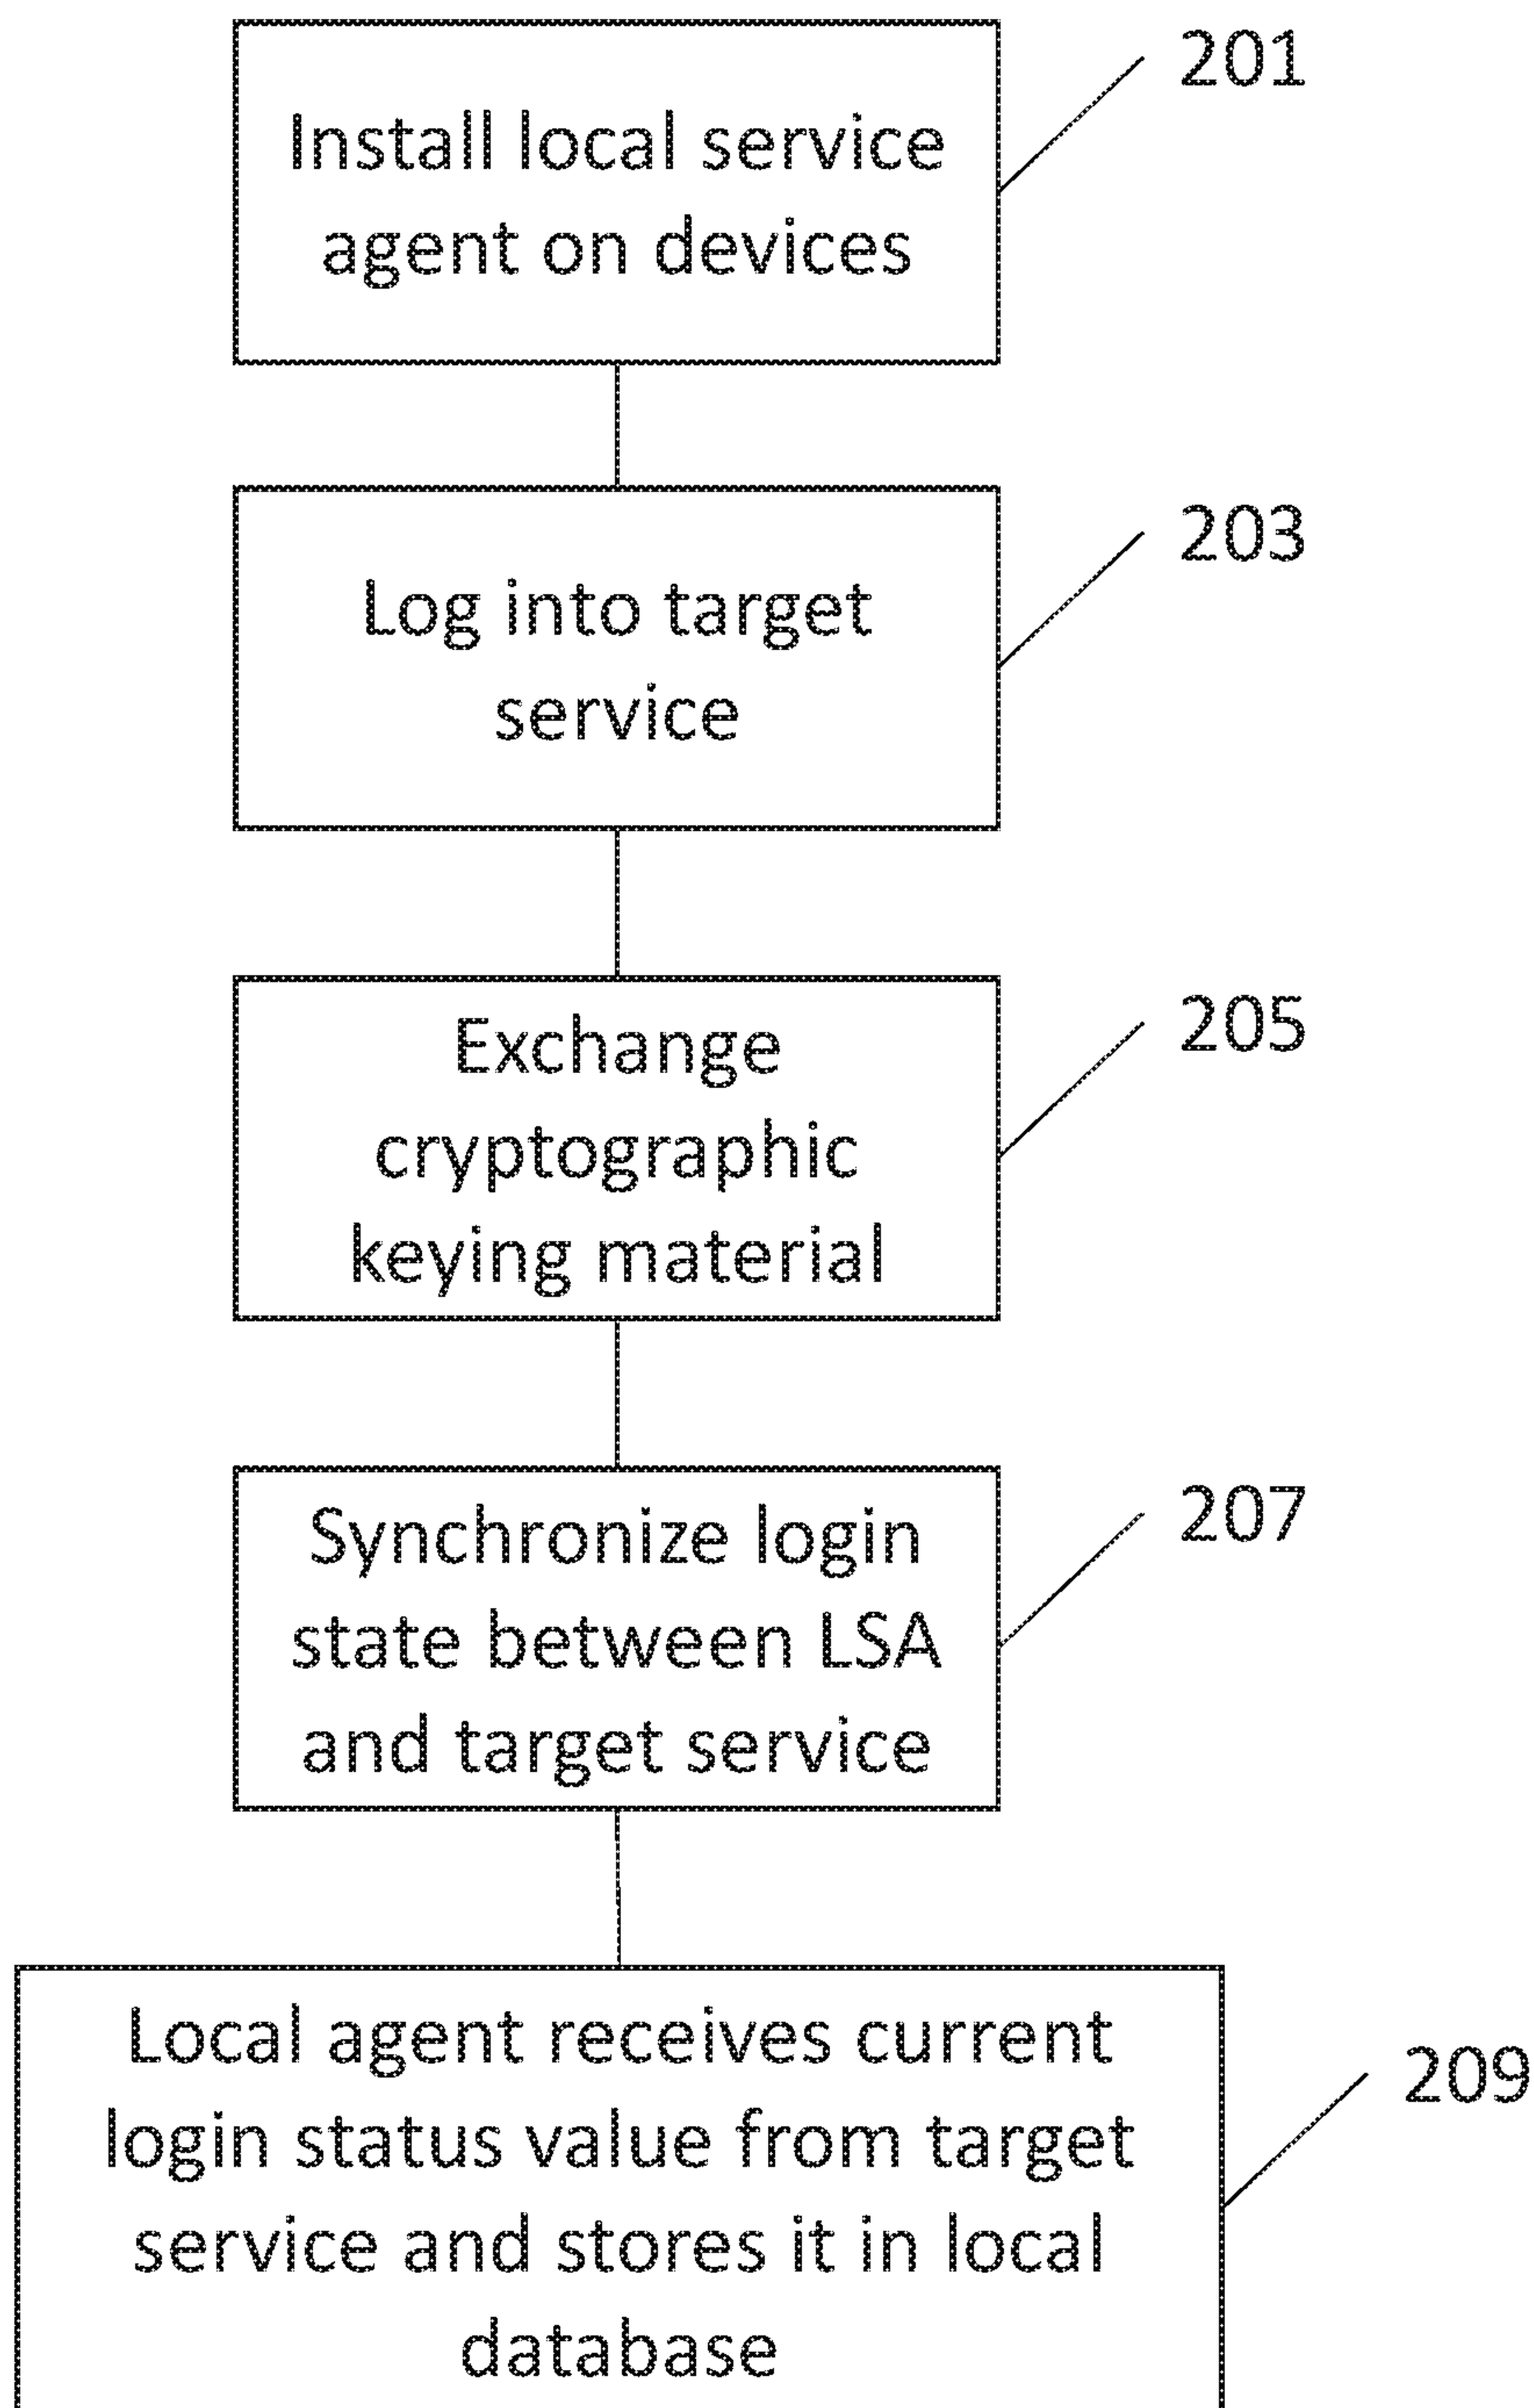 Install local service
agent on devices
201
Log into target
service
203
Exchange
cryptographic
keying material
205
Synchronize login
state between LSA
and target service
207
Local agent receives current
login status value from target
service and stores it in local
database
209